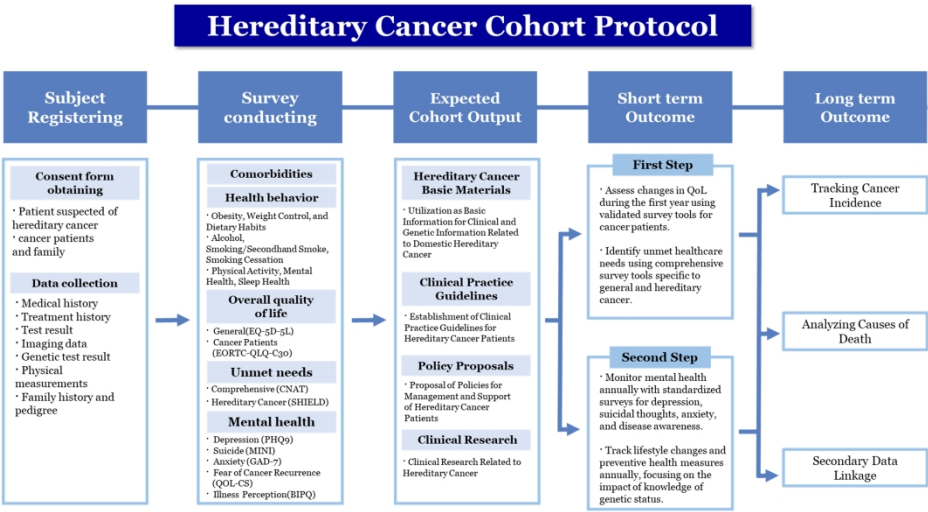 Hereditary Cancer Cohort Protocol
Subject
Registering
Survey
conducting
Expected
Cohort Output
Short term
Outcome
Long term
Outcome
Consent form
obtaining
· Patient suspected of
hereditary cancer
· cancer patients
and family
Data collection
· Medical history
· Treatment history
· Test result
· Imaging data
· Genetic test result
· Physical
measurements
· Family history and
pedigree
Comorbidities
Health behavior
· Obesity, Weight Control, and
Dietary Habits
· Alcohol,
Smoking/Secondhand Smoke,
Smoking Cessation
· Physical Activity, Mental
Health, Sleep Health
Overall quality
of life
· General(EQ-5D-5L)
· Cancer Patients
(EORTC-QLQ-C30)
Unmet needs
· Comprehensive (CNAT)
· Hereditary Cancer (SHIELD)
Mental health
· Depression (PHQ9)
· Suicide (MINI)
· Anxiety (GAD-7)
· Fear of Cancer Recurrence
(QOL-CS)
· Illness Perception(BIPQ)
Hereditary Cancer
Basic Materials
· Utilization as Basic
Information for Clinical and
Genetic Information Related
to Domestic Hereditary
Cancer
Clinical Practice
Guidelines
· Establishment of Clinical
Practice Guidelines for
Hereditary Cancer Patients
Policy Proposals
· Proposal of Policies for
Management and Support
of Hereditary Cancer
Patients
Clinical Research
· Clinical Research Related to
Hereditary Cancer
First Step
· Assess changes in QoL
during the first year using
validated survey tools for
cancer patients.
· Identify unmet healthcare
needs using comprehensive
survey tools specific to
general and hereditary
cancer.
Second Step
· Monitor mental health
annually with standardized
surveys for depression,
suicidal thoughts, anxiety,
and disease awareness.
· Track lifestyle changes and
preventive health measures
annually, focusing on the
impact of knowledge of
genetic status.
Tracking Cancer
Incidence
Analyzing Causes of
Death
Secondary Data
Linkage